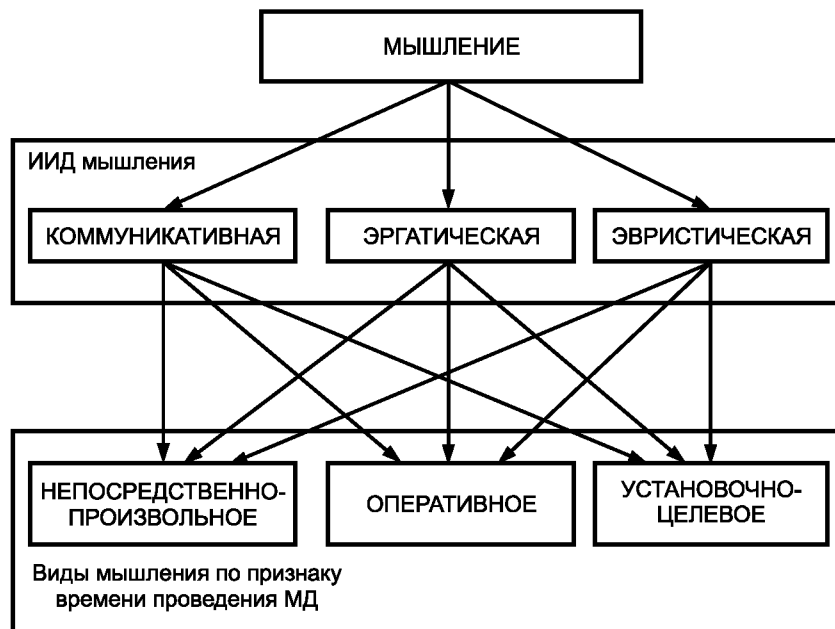 МЫШЛЕНИЕ
ИИД мышления
КОММУНИКАТИВНАЯ
ЭРГАТИЧЕСКАЯ
ЭВРИСТИЧЕСКАЯ
НЕПОСРЕДСТВЕННО-
ПРОИЗВОЛЬНОЕ
ОПЕРАТИВНОЕ
УСТАНОВОЧНО-
ЦЕЛЕВОЕ
Виды мышления по признаку
времени проведения МД